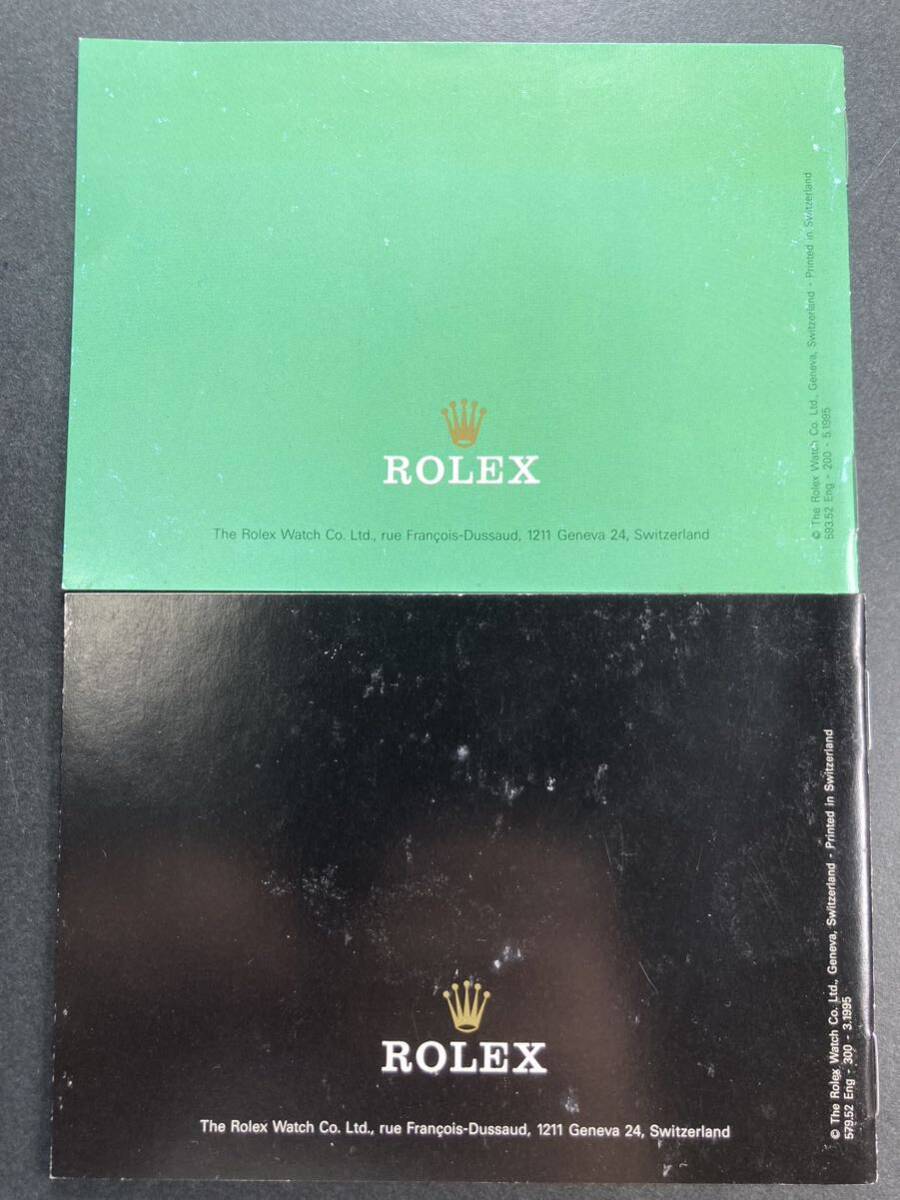 ROLEX
The Rolex Watch Co. Ltd., rue François-Dussaud, 1211 Geneva 24, Switzerland
© The Rolex Watch Co. Ltd., Geneva, Switzerland - Printed in Switzerland
593.52 Eng - 200 - 5.1995
ROLEX
The Rolex Watch Co. Ltd., rue François-Dussaud, 1211 Geneva 24, Switzerland
© The Rolex Watch Co. Ltd., Geneva, Switzerland - Printed in Switzerland
579.52 Eng - 300 - 3.1995